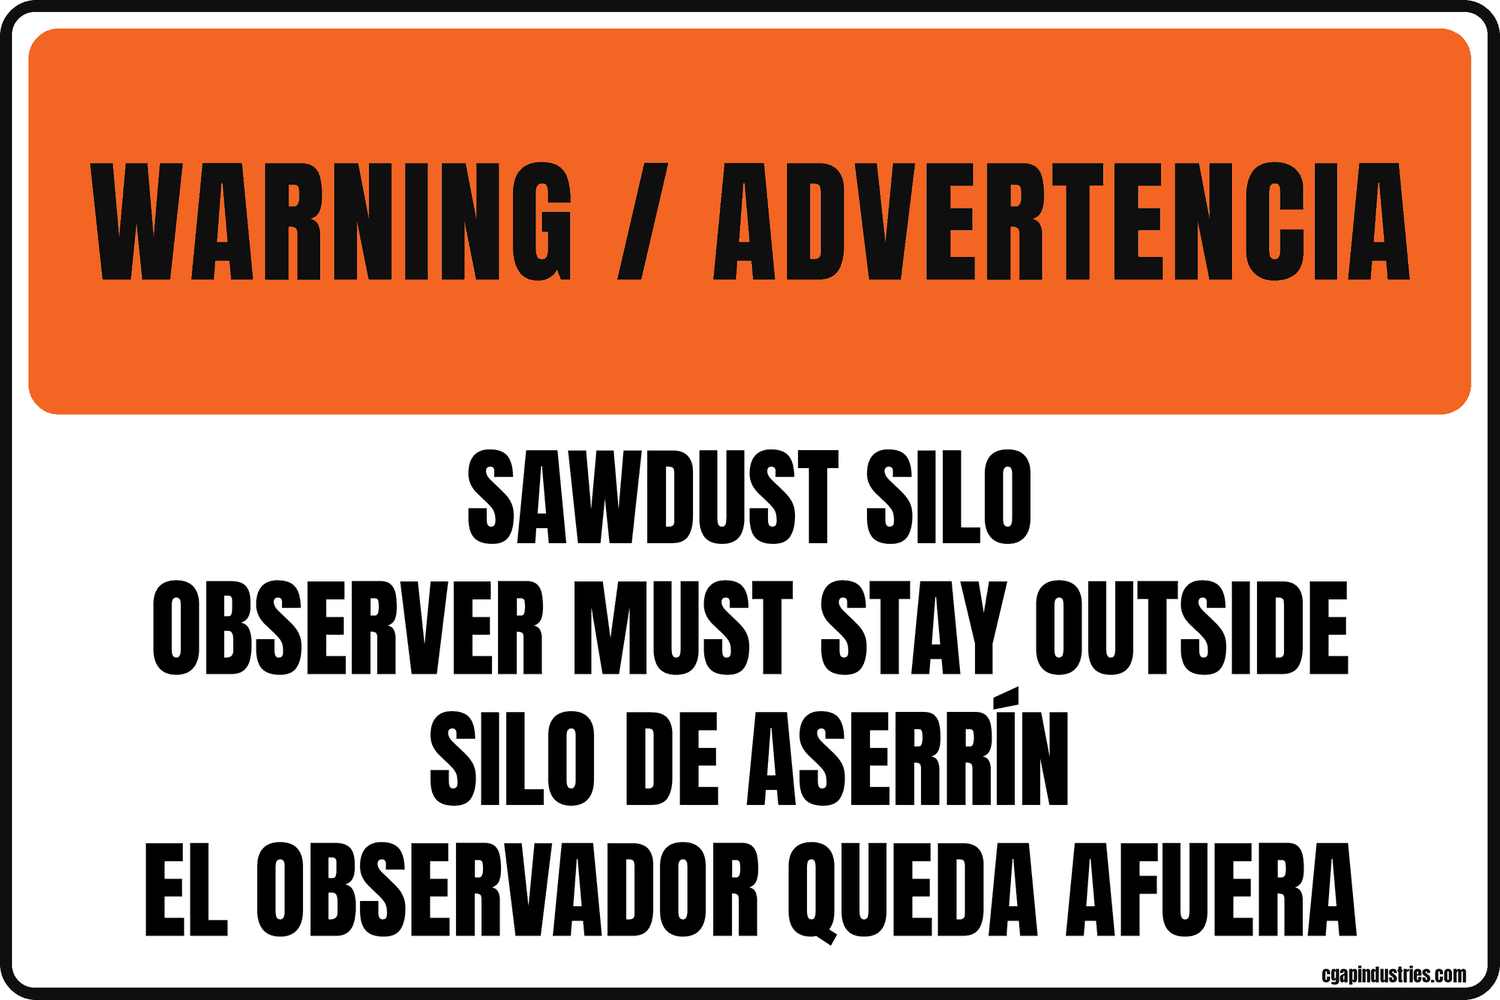 WARNING / ADVERTENCIA
SAWDUST SILO
OBSERVER MUST STAY OUTSIDE
SILO DE ASERRÍN
EL OBSERVADOR QUEDA AFUERA
cgapindustries.com